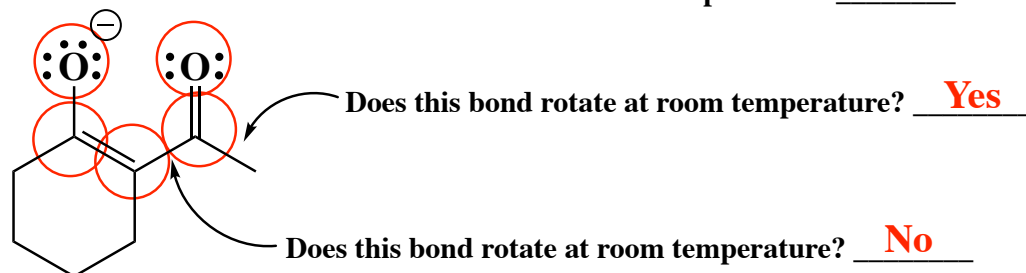 O O
Does this bond rotate at room temperature? Yes
Does this bond rotate at room temperature? No